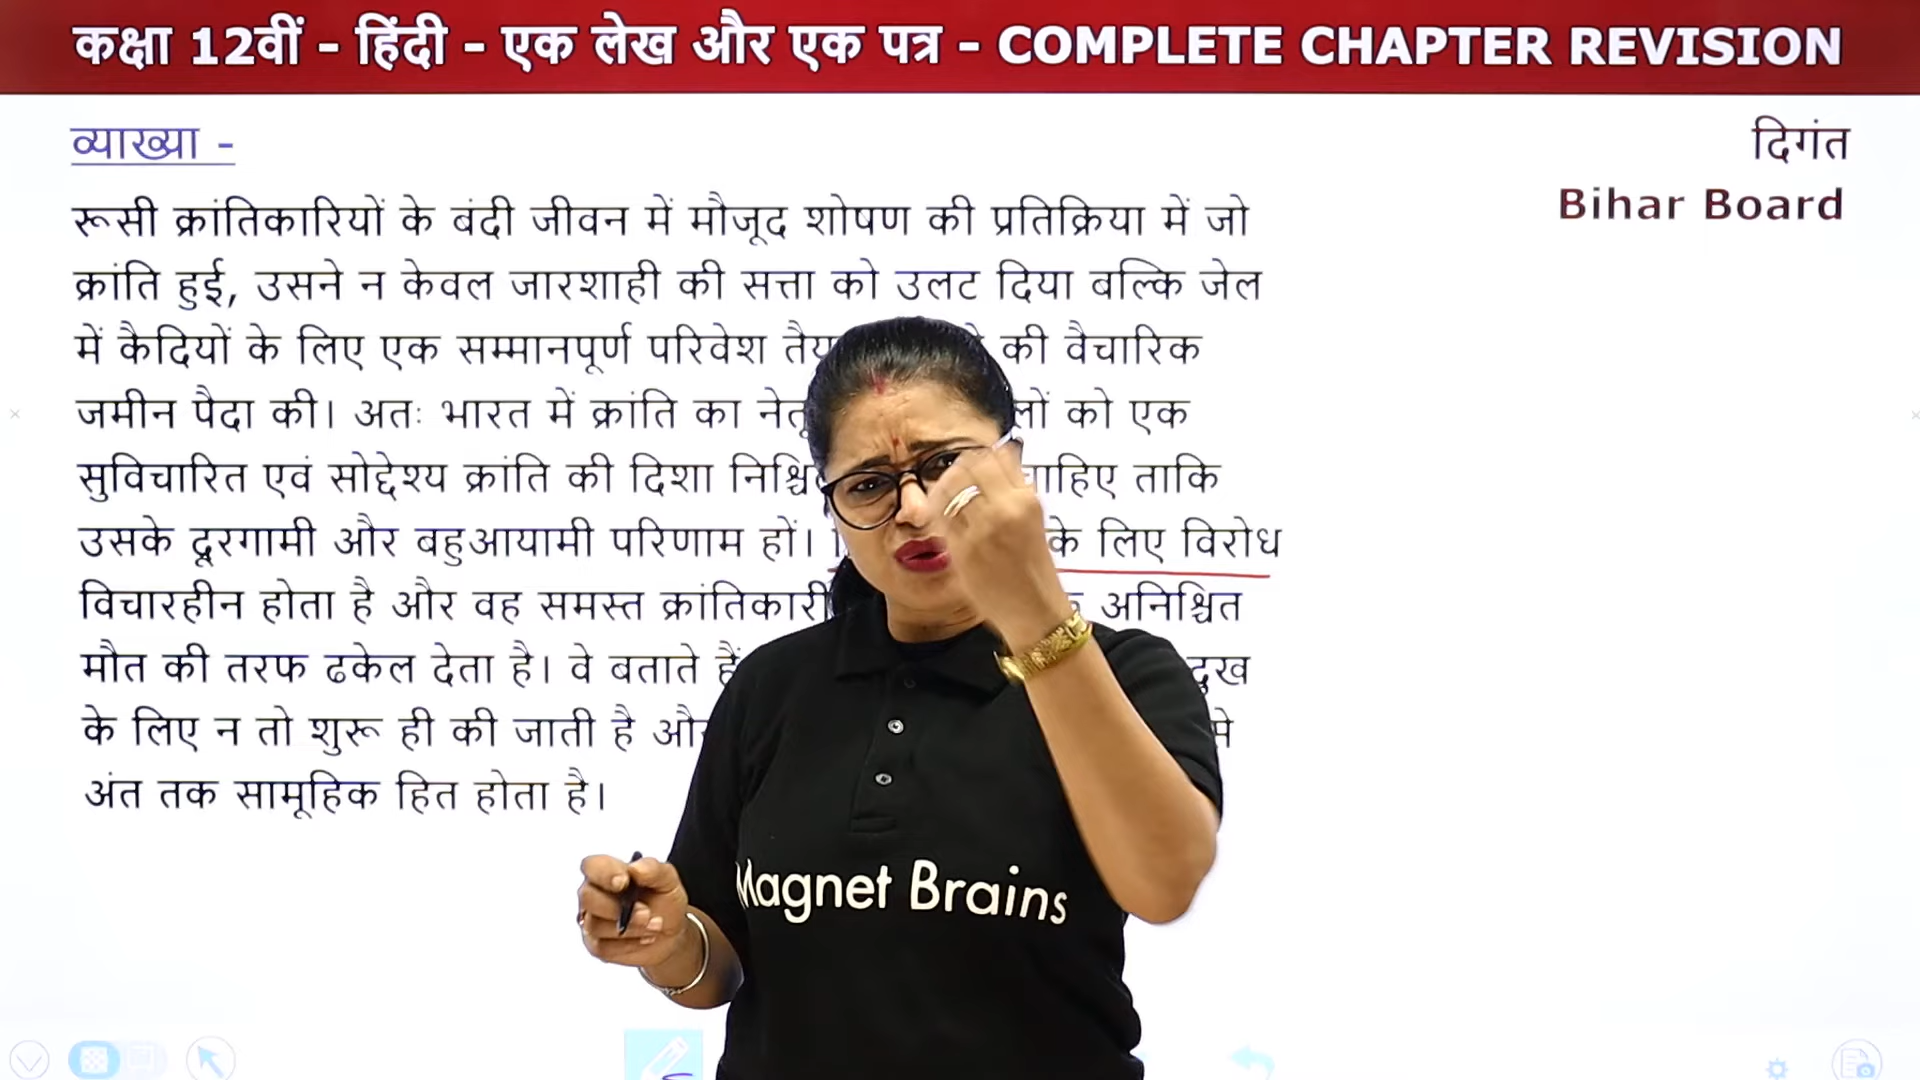 कक्षा 12वीं - हिंदी - एक लेख और एक पत्र - COMPLETE CHAPTER REVISION
व्याख्या -
दिगंत
Bihar Board
रूसी क्रांतिकारियों के बंदी जीवन में मौजूद शोषण की प्रतिक्रिया में जो
क्रांति हुई, उसने न केवल जारशाही की सत्ता को उलट दिया बल्कि जेल
में कैदियों के लिए एक सम्मानपूर्ण परिवेश की वैचारिक
जमीन पैदा की। अतः भारत में क्रांति का को एक
सुविचारित एवं सोद्देश्य क्रांति की दिशा ताकि
उसके दूरगामी और बहुआयामी परिणाम हों। के लिए विरोध
विचारहीन होता है और वह समस्त क्रांतिकारी अनिश्चित
मौत की तरफ ढकेल देता है। वे बताते दुख
के लिए न तो शुरू ही की जाती है
अंत तक सामूहिक हित होता है।
Magnet Brains